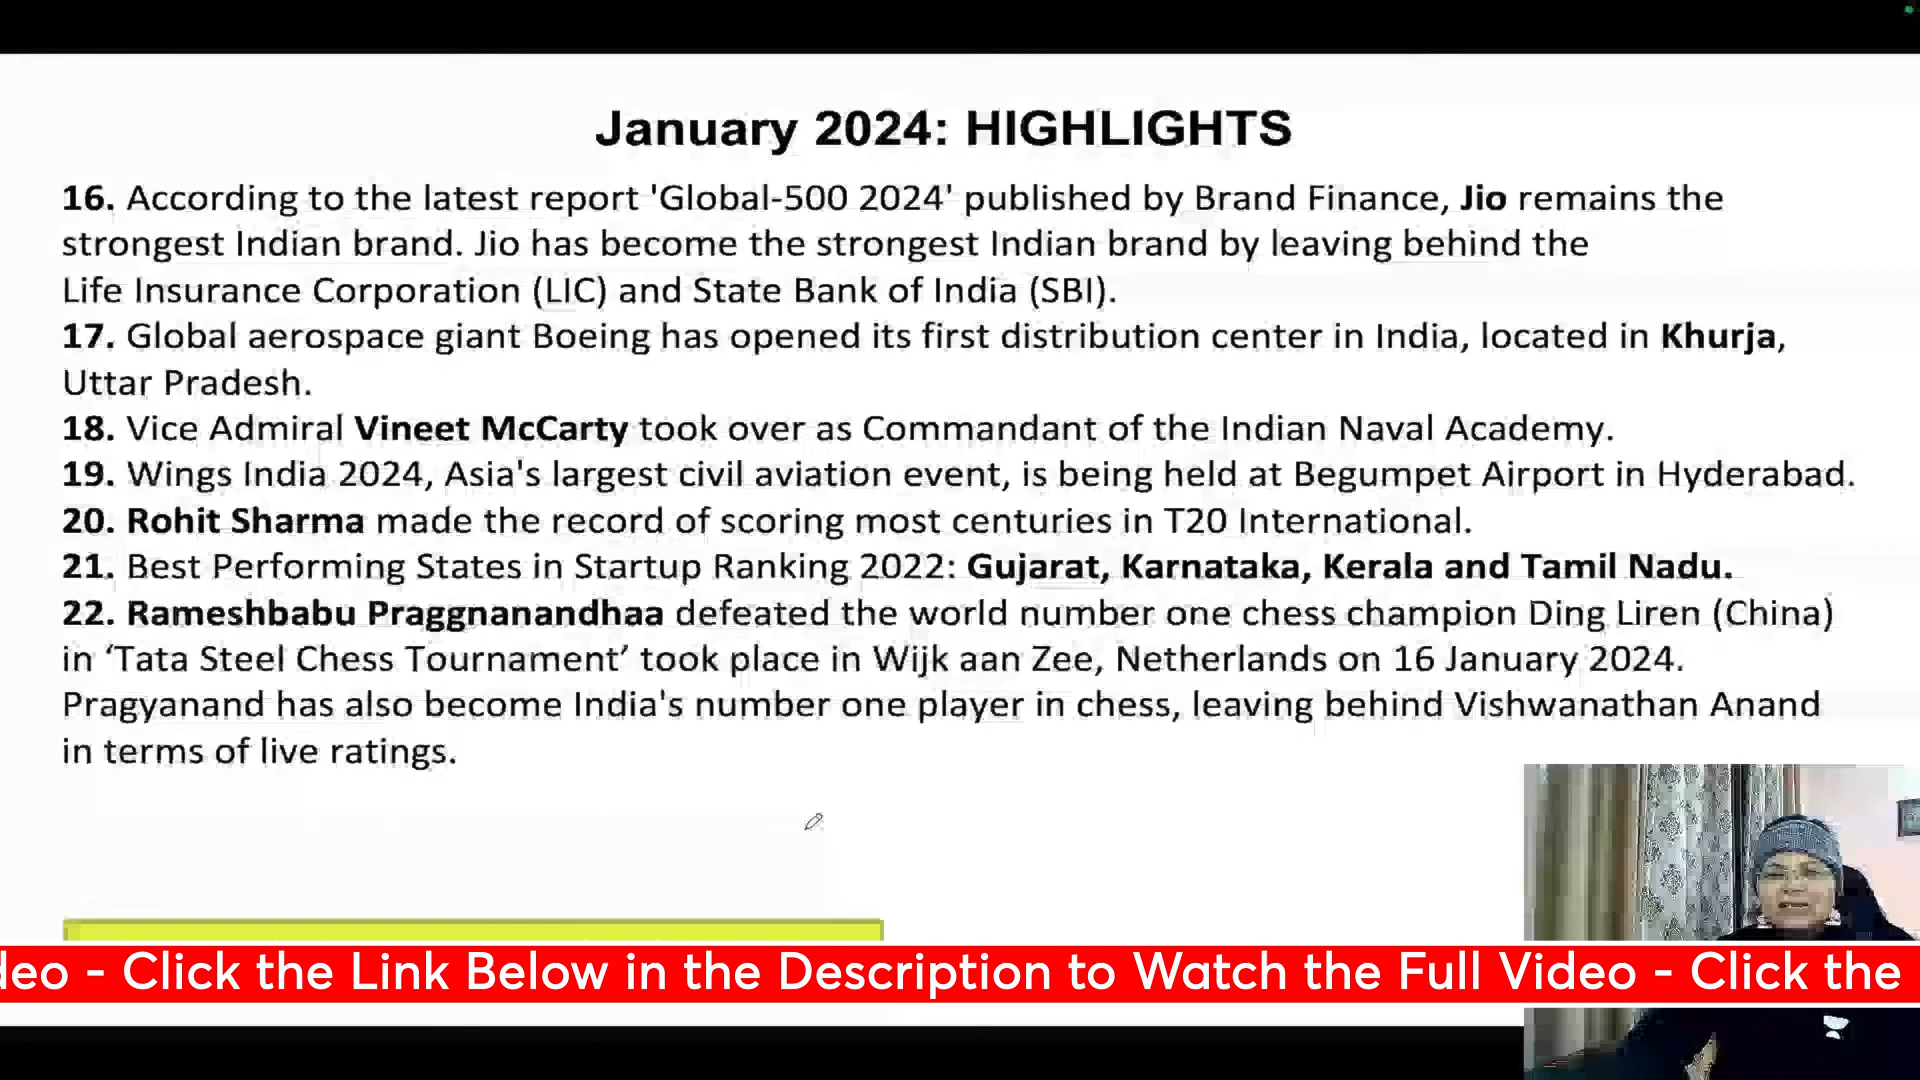 January 2024: HIGHLIGHTS
16. According to the latest report 'Global-500 2024' published by Brand Finance, Jio remains the
strongest Indian brand. Jio has become the strongest Indian brand by leaving behind the
Life Insurance Corporation (LIC) and State Bank of India (SBI).
17. Global aerospace giant Boeing has opened its first distribution center in India, located in Khurja,
Uttar Pradesh.
18. Vice Admiral Vineet McCarty took over as Commandant of the Indian Naval Academy.
19. Wings India 2024, Asia's largest civil aviation event, is being held at Begumpet Airport in Hyderabad.
20. Rohit Sharma made the record of scoring most centuries in T20 International.
21. Best Performing States in Startup Ranking 2022: Gujarat, Karnataka, Kerala and Tamil Nadu.
22. Rameshbabu Praggnanandhaa defeated the world number one chess champion Ding Liren (China)
in ‘Tata Steel Chess Tournament’ took place in Wijk aan Zee, Netherlands on 16 January 2024.
Pragyanand has also become India's number one player in chess, leaving behind Vishwanathan Anand
in terms of live ratings.
deo - Click the Link Below in the Description to Watch the Full Video - Click the